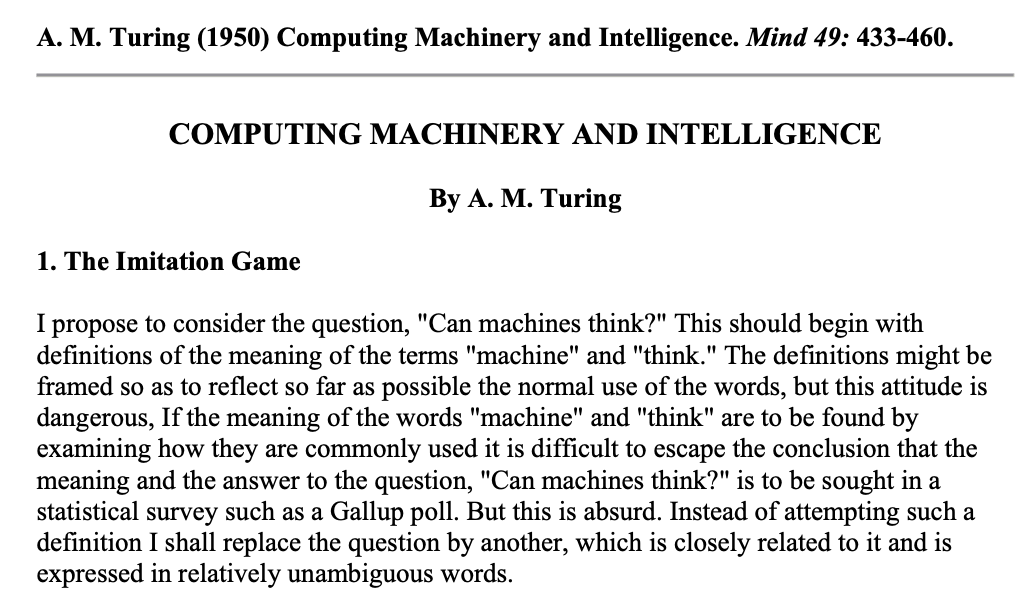 A. M. Turing (1950) Computing Machinery and Intelligence. Mind 49: 433-460.
COMPUTING MACHINERY AND INTELLIGENCE
By A. M. Turing
1. The Imitation Game
I propose to consider the question, "Can machines think?" This should begin with
definitions of the meaning of the terms "machine" and "think." The definitions might be
framed so as to reflect so far as possible the normal use of the words, but this attitude is
dangerous, If the meaning of the words "machine" and "think" are to be found by
examining how they are commonly used it is difficult to escape the conclusion that the
meaning and the answer to the question, "Can machines think?" is to be sought in a
statistical survey such as a Gallup poll. But this is absurd. Instead of attempting such a
definition I shall replace the question by another, which is closely related to it and is
expressed in relatively unambiguous words.